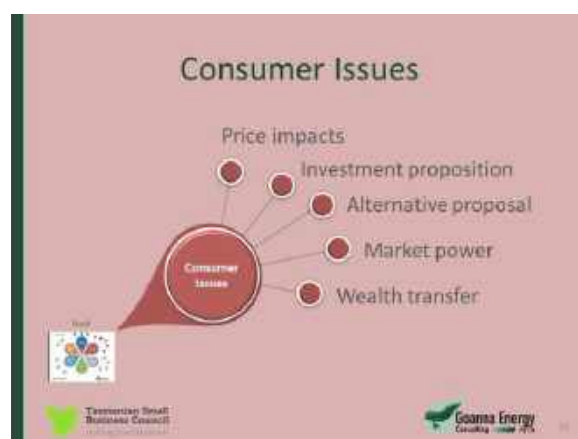 Consumer Issues
Price impacts
Investment proposition
Alternative proposal
Market power
Wealth transfer
Consumer
Issues
Tasmanian Small
Business Council
Goanna Energy
Consulting